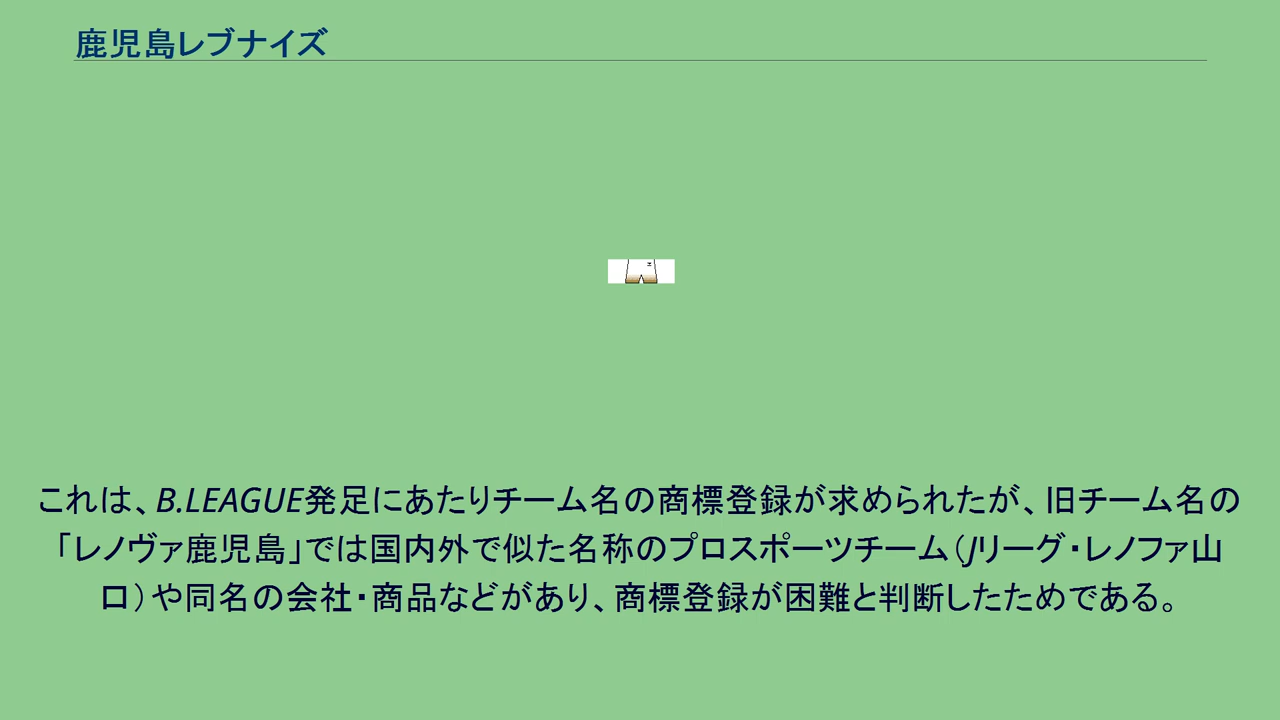 鹿児島レブナイズ
これは、B.LEAGUE発足にあたりチーム名の商標登録が求められたが、旧チーム名の
「レノヴァ鹿児島」では国内外で似た名称のプロスポーツチーム（Jリーグ・レノファ山
口）や同名の会社・商品などがあり、商標登録が困難と判断したためである。